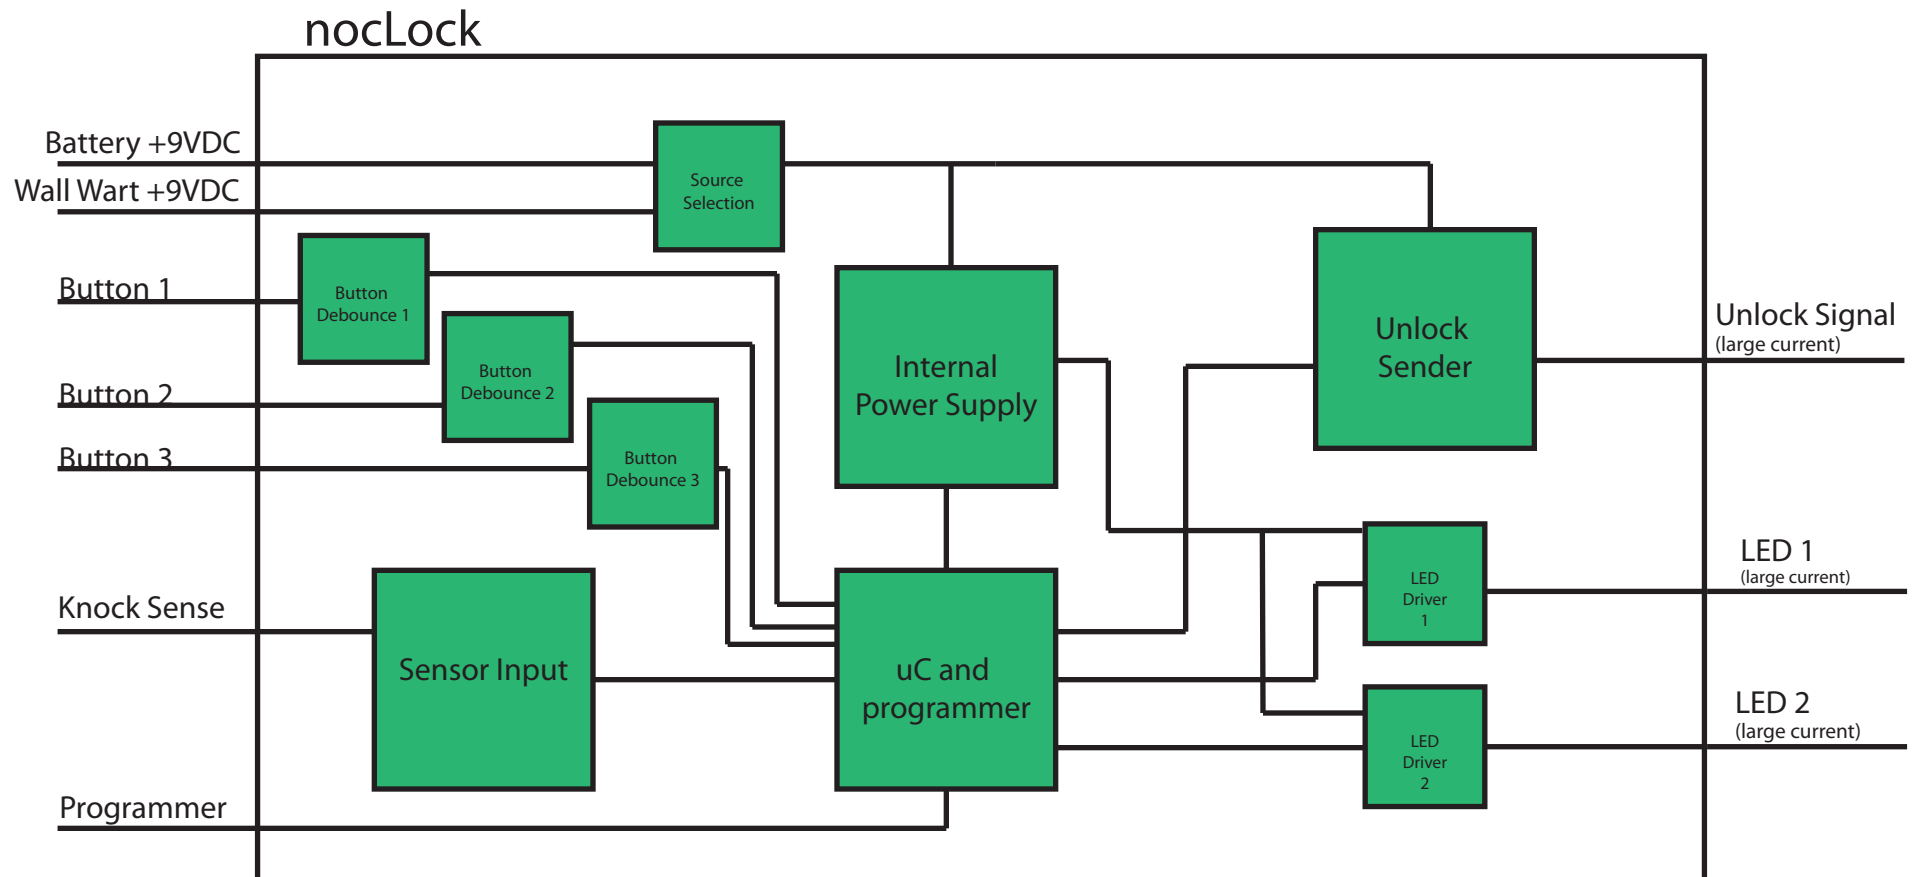 nocLock
Battery +9VDC
Wall Wart +9VDC
Source
Selection
Button 1
Button
Debounce 1
Button 2
Button
Debounce 2
Button 3
Button
Debounce 3
Internal
Power Supply
Unlock
Sender
Unlock Signal
(large current)
Knock Sense
Sensor Input
uC and
programmer
LED
Driver
1
LED 1
(large current)
LED
Driver
2
LED 2
(large current)
Programmer